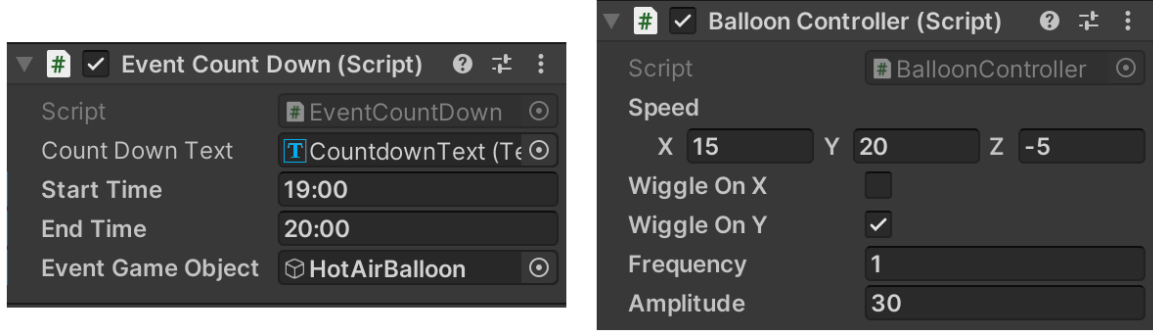 Event Count Down (Script)
Script EventCountDown
Count Down Text CountdownText (Te
Start Time 19:00
End Time 20:00
Event Game Object HotAirBalloon
Balloon Controller (Script)
Script BalloonController
Speed
X 15 Y 20 Z -5
Wiggle On X
Wiggle On Y
Frequency 1
Amplitude 30